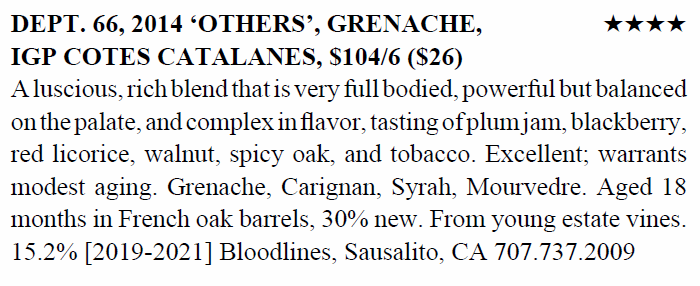 DEPT. 66, 2014 ‘OTHERS’, GRENACHE, ★★★★
IGP COTES CATALANES, $104/6 ($26)
A luscious, rich blend that is very full bodied, powerful but balanced
on the palate, and complex in flavor, tasting of plum jam, blackberry,
red licorice, walnut, spicy oak, and tobacco. Excellent; warrants
modest aging. Grenache, Carignan, Syrah, Mourvedre. Aged 18
months in French oak barrels, 30% new. From young estate vines.
15.2% [2019-2021] Bloodlines, Sausalito, CA 707.737.2009